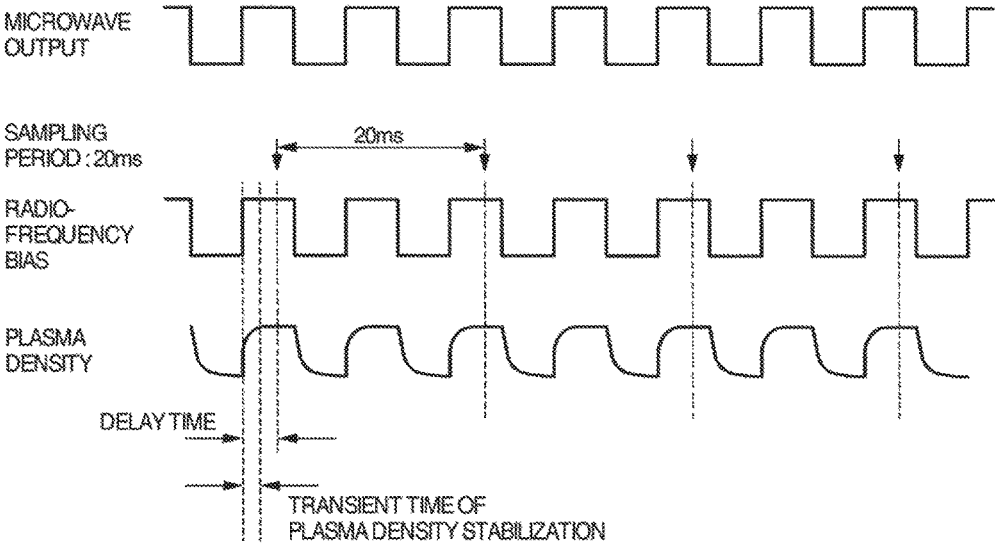 MICROWAVE
OUTPUT
20ms
SAMPLING
PERIOD : 20ms
RADIO-
FREQUENCY
BIAS
PLASMA
DENSITY
DELAY TIME
TRANSIENT TIME OF
PLASMA DENSITY STABILIZATION